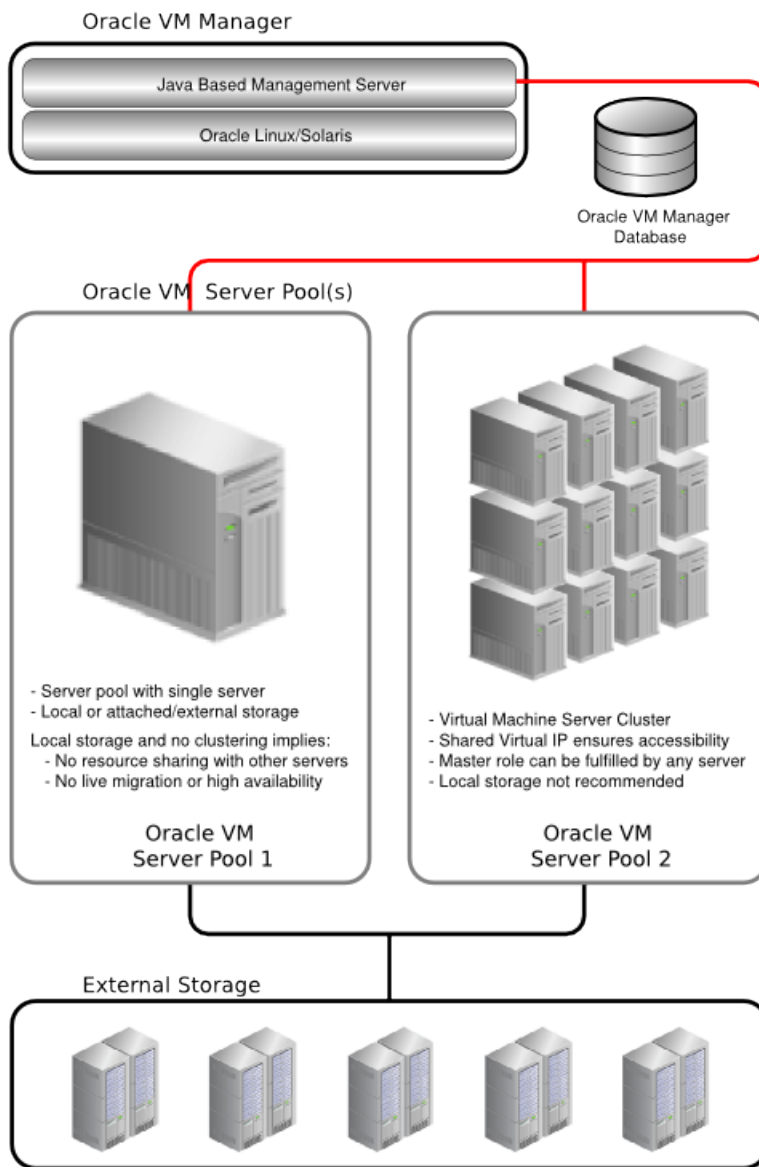 Oracle VM Manager
Java Based Management Server
Oracle Linux/Solaris
Oracle VM Manager
Database
Oracle VM Server Pool(s)
- Server pool with single server
- Local or attached/external storage
Local storage and no clustering implies:
- No resource sharing with other servers
- No live migration or high availability
Oracle VM
Server Pool 1
- Virtual Machine Server Cluster
- Shared Virtual IP ensures accessibility
- Master role can be fulfilled by any server
- Local storage not recommended
Oracle VM
Server Pool 2
External Storage